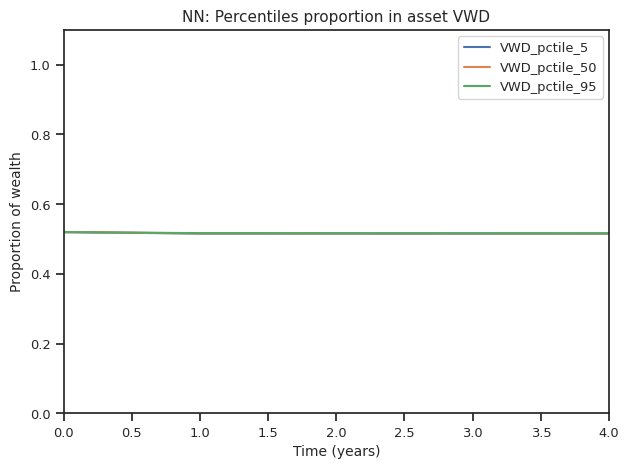 NN: Percentiles proportion in asset VWD
VWD_pctile_5
VWD_pctile_50
VWD_pctile_95
Proportion of wealth
1.0
0.8
0.6
0.4
0.2
0.0
0.0 0.5 1.0 1.5 2.0 2.5 3.0 3.5 4.0
Time (years)